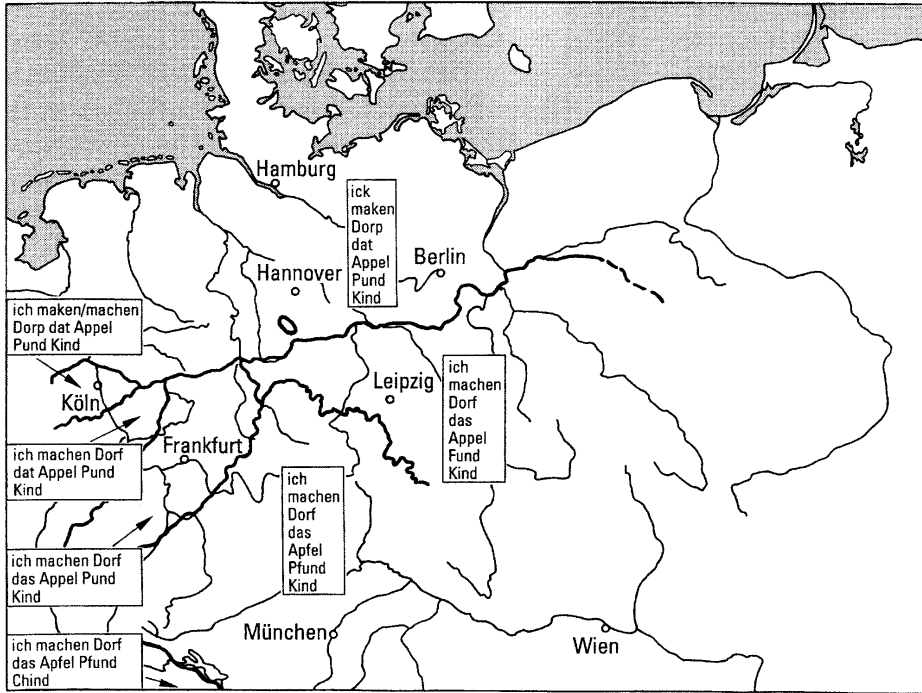 Hamburg
ick
maken
Dorp
dat
Appel
Pund
Kind
Berlin
Hannover
ich maken/machen
Dorp dat Appel
Pund Kind
Köln
Leipzig
ich
machen
Dorf
das
Appel
Fund
Kind
Frankfurt
ich machen Dorf
dat Appel Pund
Kind
ich
machen
Dorf
das
Apfel
Pfund
Kind
ich machen Dorf
das Appel Pund
Kind
München
Wien
ich machen Dorf
das Apfel Pfund
Chind